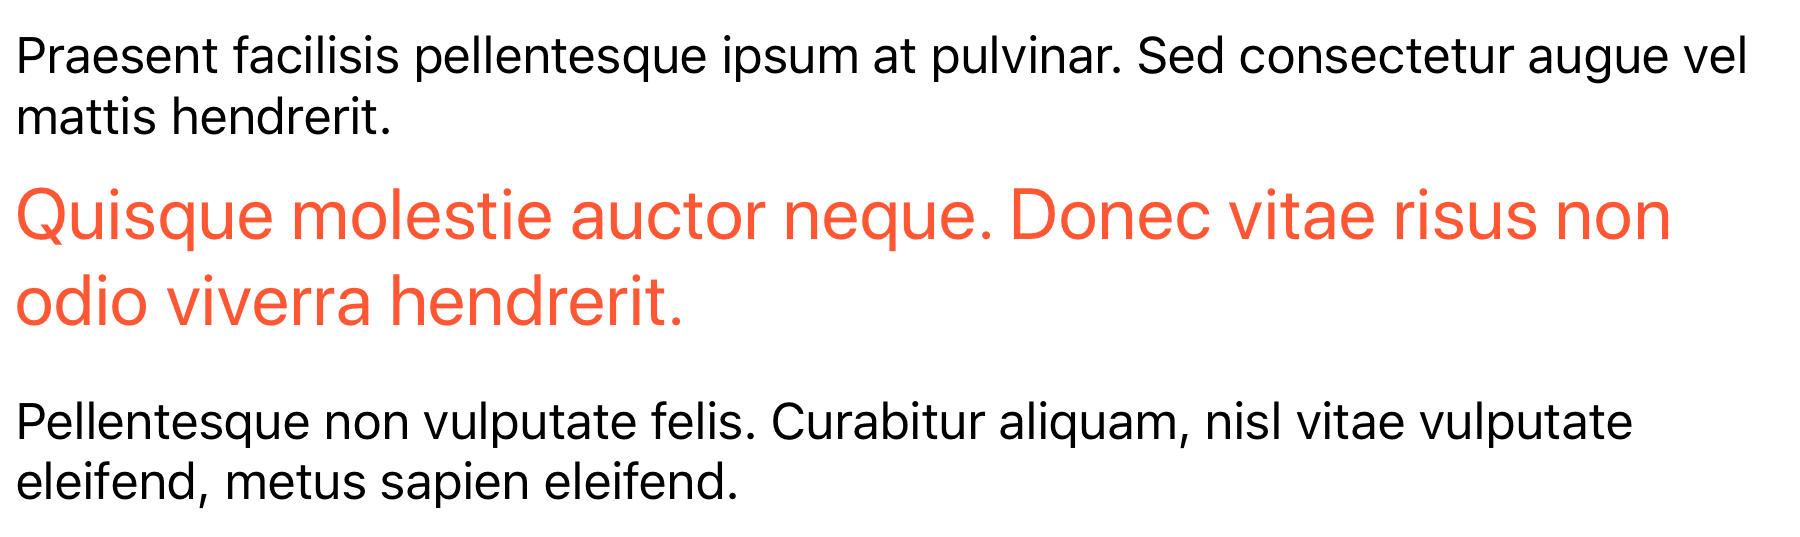 Praesent facilisis pellentesque ipsum at pulvinar. Sed consectetur augue vel
mattis hendrerit.
Quisque molestie auctor neque. Donec vitae risus non
odio viverra hendrerit.
Pellentesque non vulputate felis. Curabitur aliquam, nisl vitae vulputate
eleifend, metus sapien eleifend.